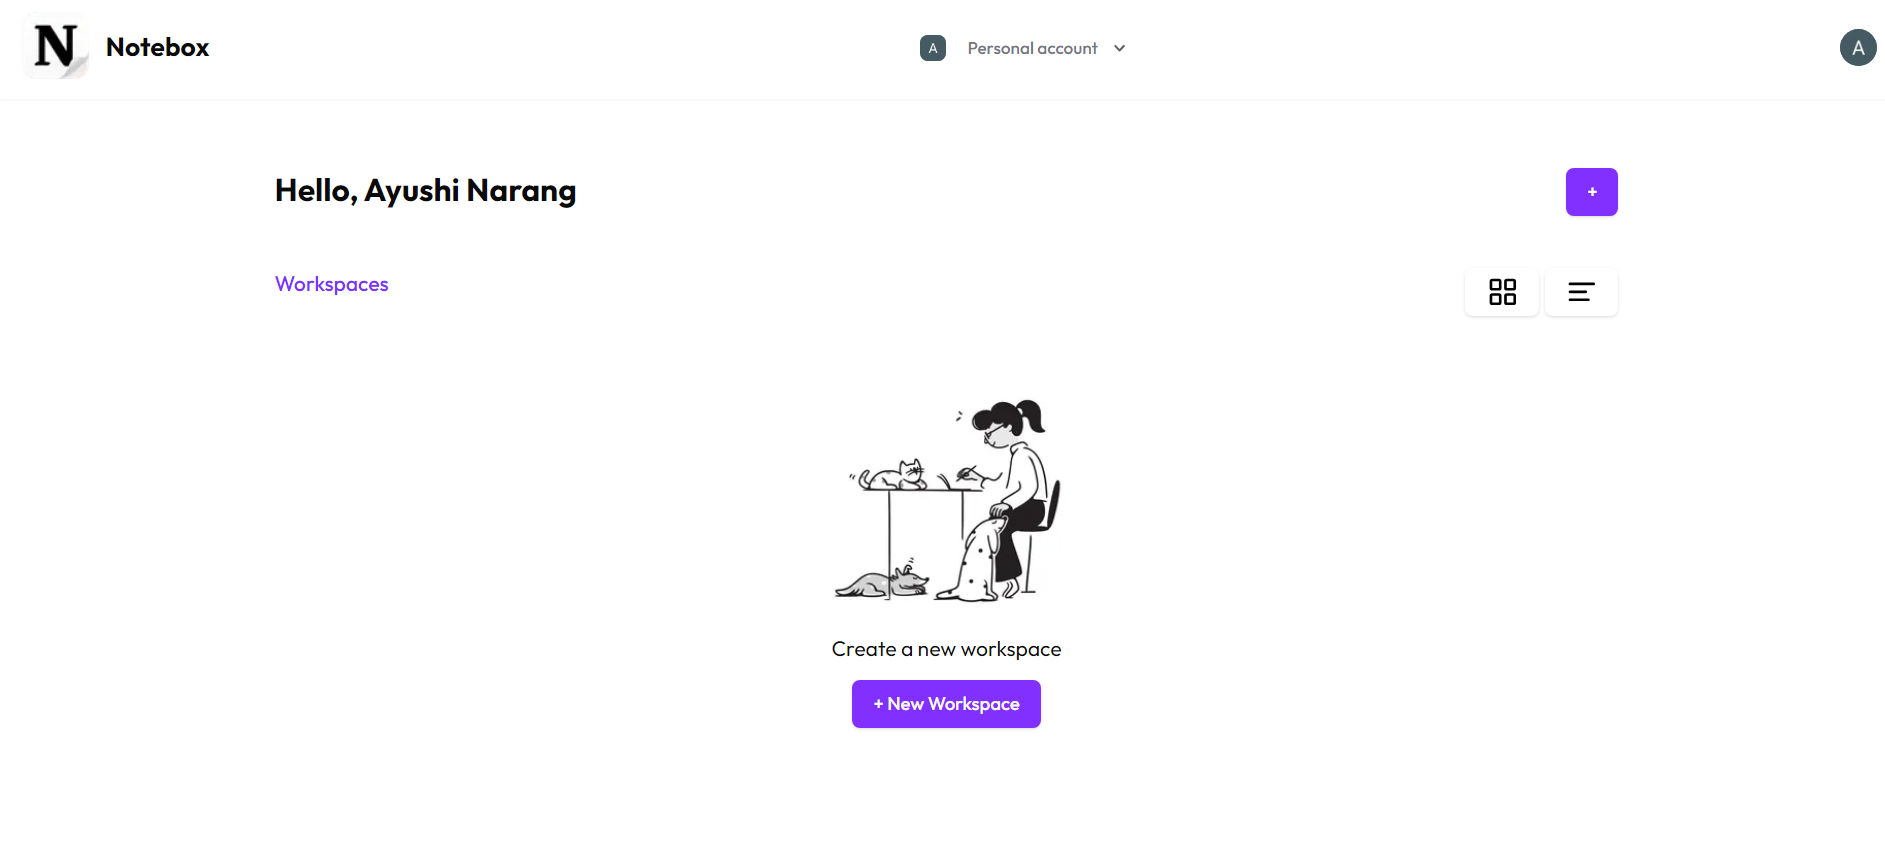 N
Notebox
A
Personal account
A
Hello, Ayushi Narang
+
Workspaces
Create a new workspace
+ New Workspace